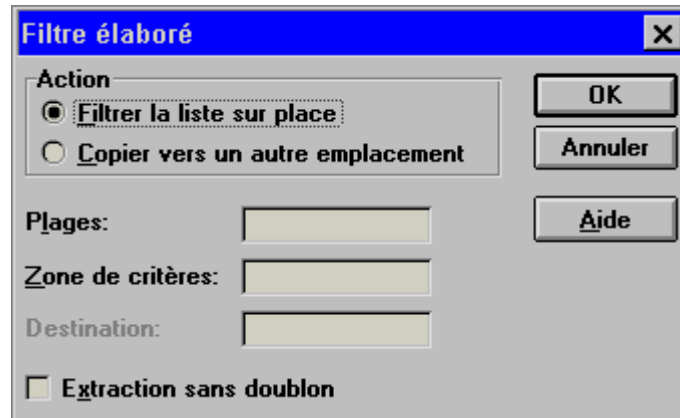 Filtre élaboré
Action
Filtrer la liste sur place
Copier vers un autre emplacement
OK
Annuler
Aide
Plages:
Zone de critères:
Destination:
Extraction sans doublon